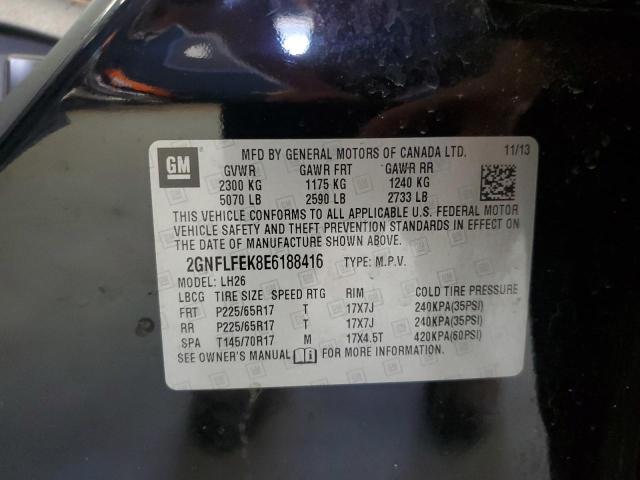 GM
MFD BY GENERAL MOTORS OF CANADA LTD. 11/13
GVWR GAWR FRT GAWR RR
2300 KG 1175 KG 1240 KG
5070 LB 2590 LB 2733 LB
THIS VEHICLE CONFORMS TO ALL APPLICABLE U.S. FEDERAL MOTOR
VEHICLE SAFETY AND THEFT PREVENTION STANDARDS IN EFFECT ON
THE DATE OF MANUFACTURE SHOWN ABOVE.
2GNFLFEK8E6188416 TYPE: M.P.V.
MODEL: LH26
LBCG TIRE SIZE SPEED RTG RIM COLD TIRE PRESSURE
FRT P225/65R17 T 17X7J 240KPA(35PSI)
RR P225/65R17 T 17X7J 240KPA(35PSI)
SPA T145/70R17 M 17X4.5T 420KPA(60PSI)
SEE OWNER'S MANUAL FOR MORE INFORMATION.